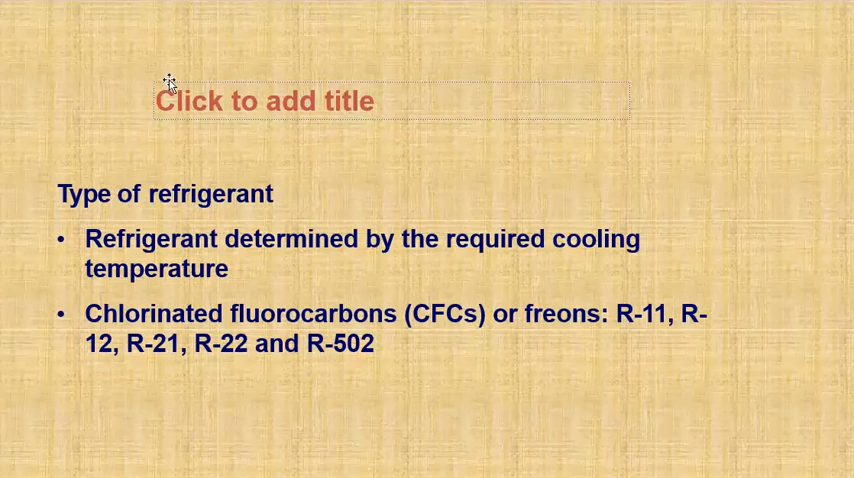 Click to add title
Type of refrigerant
• Refrigerant determined by the required cooling
temperature
• Chlorinated fluorocarbons (CFCs) or freons: R-11, R-
12, R-21, R-22 and R-502